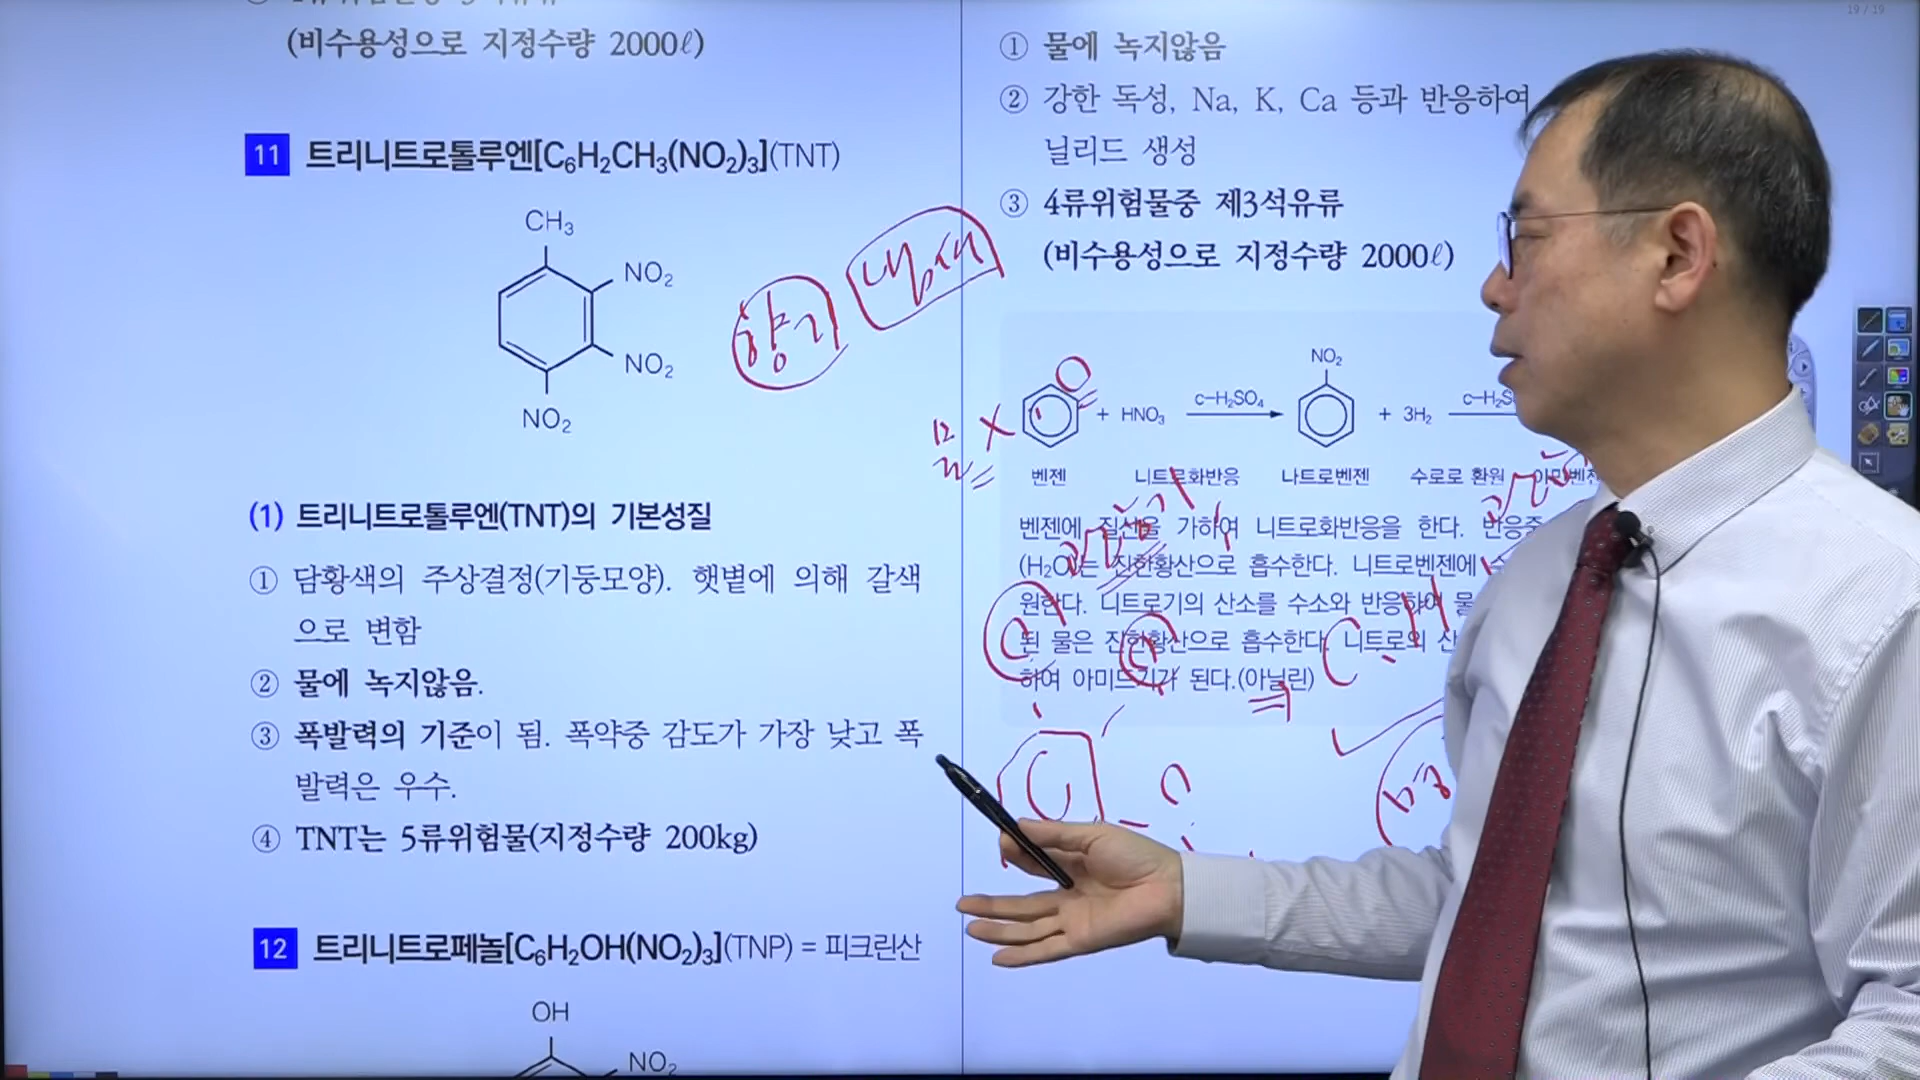 (비수용성으로 지정수량 2000ℓ)
11 트리니트로톨루엔[C₆H₂CH₃(NO₂)₃](TNT)
CH₃
NO₂
NO₂
NO₂
(1) 트리니트로톨루엔(TNT)의 기본성질
① 담황색의 주상결정(기둥모양). 햇볕에 의해 갈색
으로 변함
② 물에 녹지않음.
③ 폭발력의 기준이 됨. 폭약중 감도가 가장 낮고 폭
발력은 우수.
④ TNT는 5류위험물(지정수량 200kg)
12 트리니트로페놀[C₆H₂OH(NO₂)₃](TNP) = 피크린산
OH
NO₂
향기
냄새
19 / 19
① 물에 녹지않음
② 강한 독성, Na, K, Ca 등과 반응하여
닐리드 생성
③ 4류위험물중 제3석유류
(비수용성으로 지정수량 2000ℓ)
NO₂
+ HNO₃ c-H₂SO₄ + 3H₂
벤젠 니트로화반응 나트로벤젠 수로로 환원
벤젠에 질산을 가하여 니트로화반응을 한다. 반응중
(H₂O)는 진한황산으로 흡수한다. 니트로벤젠에 수
원한다. 니트로기의 산소를 수소와 반응하여 물
된 물은 진한황산으로 흡수한다. 니트로의 산
하여 아미드기가 된다.(아닐린)
C
C-H
C